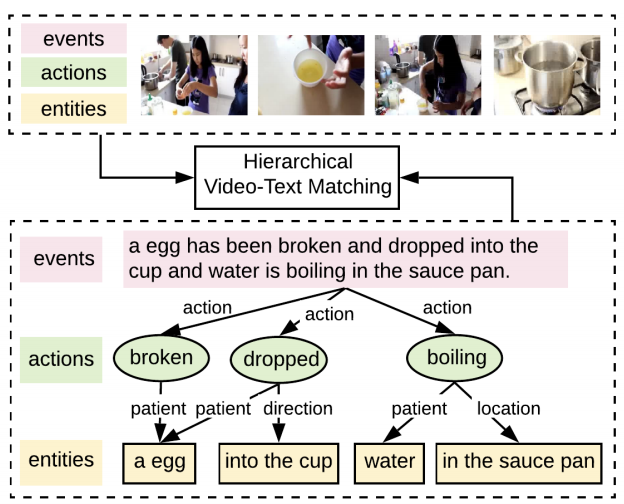 events
actions
entities
Hierarchical
Video-Text Matching
events
a egg has been broken and dropped into the
cup and water is boiling in the sauce pan.
action
action
action
actions
broken
dropped
boiling
patient
patient
direction
patient
location
entities
a egg
into the cup
water
in the sauce pan